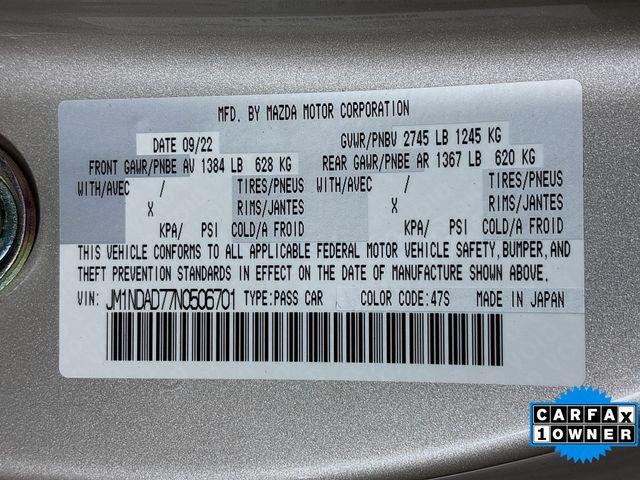 MFD. BY MAZDA MOTOR CORPORATION
DATE 09/22 GVWR/PNBV 2745 LB 1245 KG
FRONT GAWR/PNBE AV 1384 LB 628 KG REAR GAWR/PNBE AR 1367 LB 620 KG
WITH/AVEC / TIRES/PNEUS WITH/AVEC / TIRES/PNEUS
X RIMS/JANTES X RIMS/JANTES
KPA/ PSI COLD/A FROID KPA/ PSI COLD/A FROID
THIS VEHICLE CONFORMS TO ALL APPLICABLE FEDERAL MOTOR VEHICLE SAFETY,BUMPER,AND
THEFT PREVENTION STANDARDS IN EFFECT ON THE DATE OF MANUFACTURE SHOWN ABOVE.
VIN: JM1NDAD77N0506701 TYPE:PASS CAR COLOR CODE:47S MADE IN JAPAN
CARFAX
1 OWNER